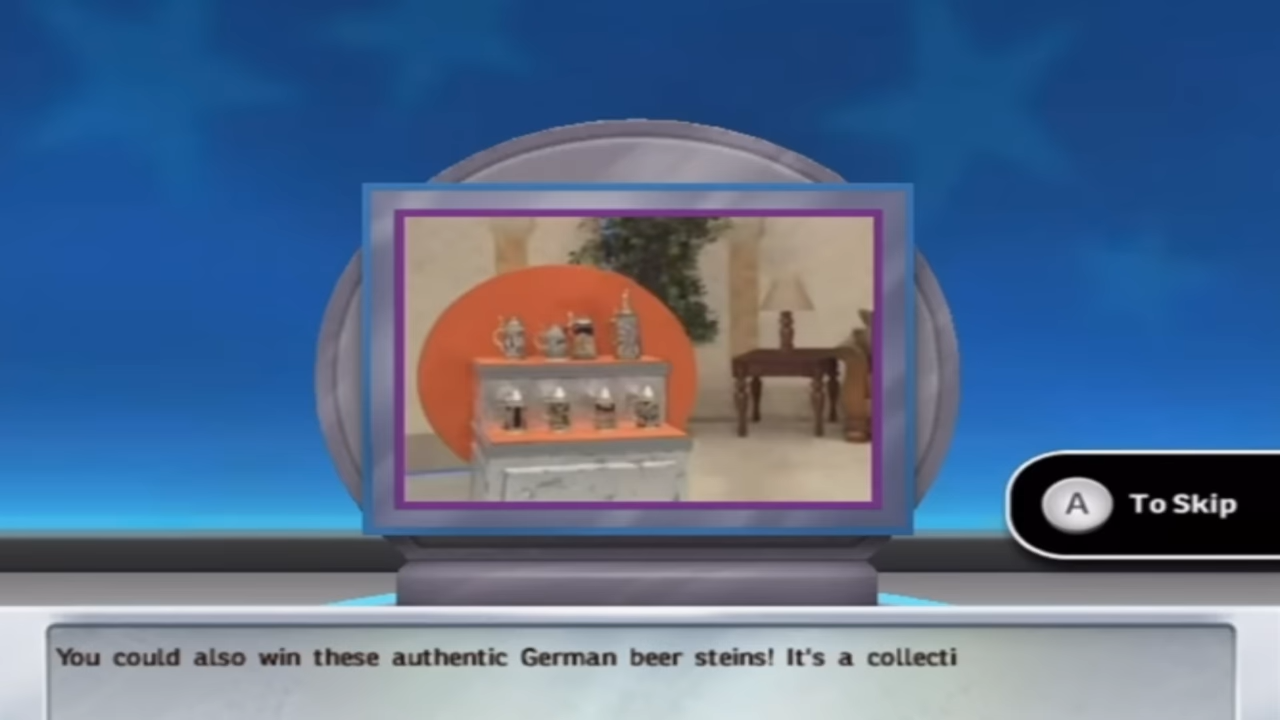 A To Skip
You could also win these authentic German beer steins! It's a collecti